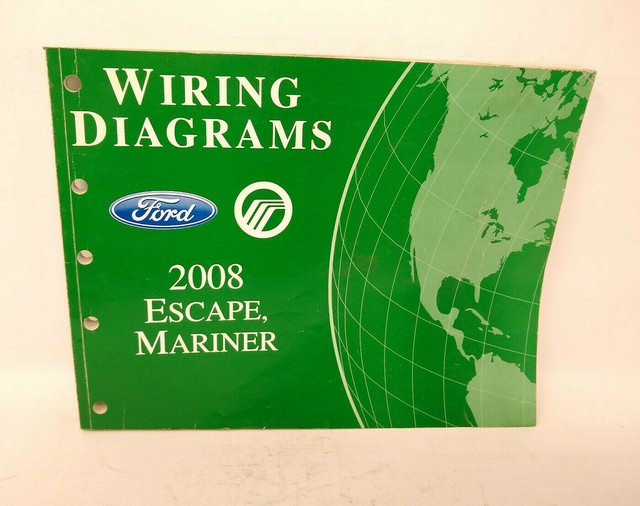 WIRING
DIAGRAMS
Ford
2008
ESCAPE,
MARINER